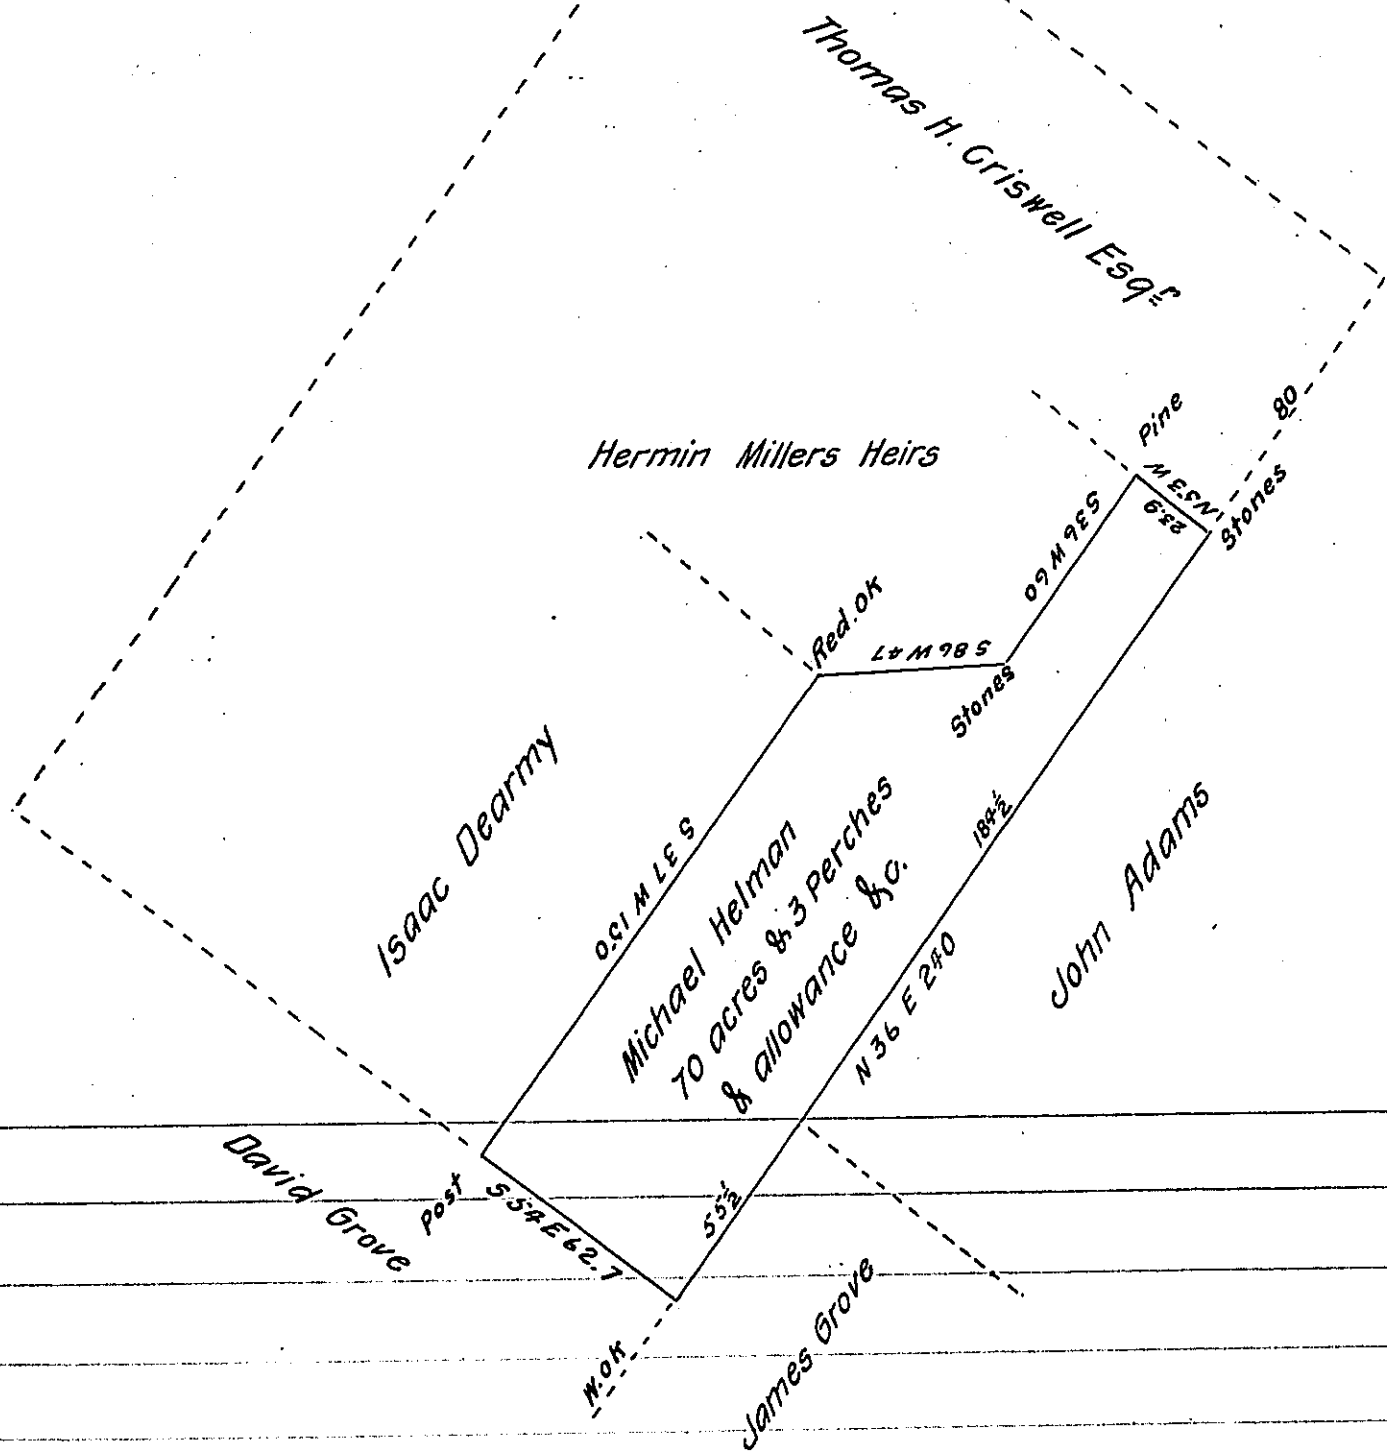 Thomas H. Criswell Esqr
80
Pine
Hermin Millers Heirs
N 53 W
23.9
Stones
S 36 W 60
Red.OK
S 86 W 47
Stones
Isaac Dearmy
S 37 W 150
Michael Helman
70 acres & 3 Perches
& allowance &c.
184½
John Adams
N 36 E 240
David
Grove
Post
S 54 E 62.7
55½
W.OK
James Grove